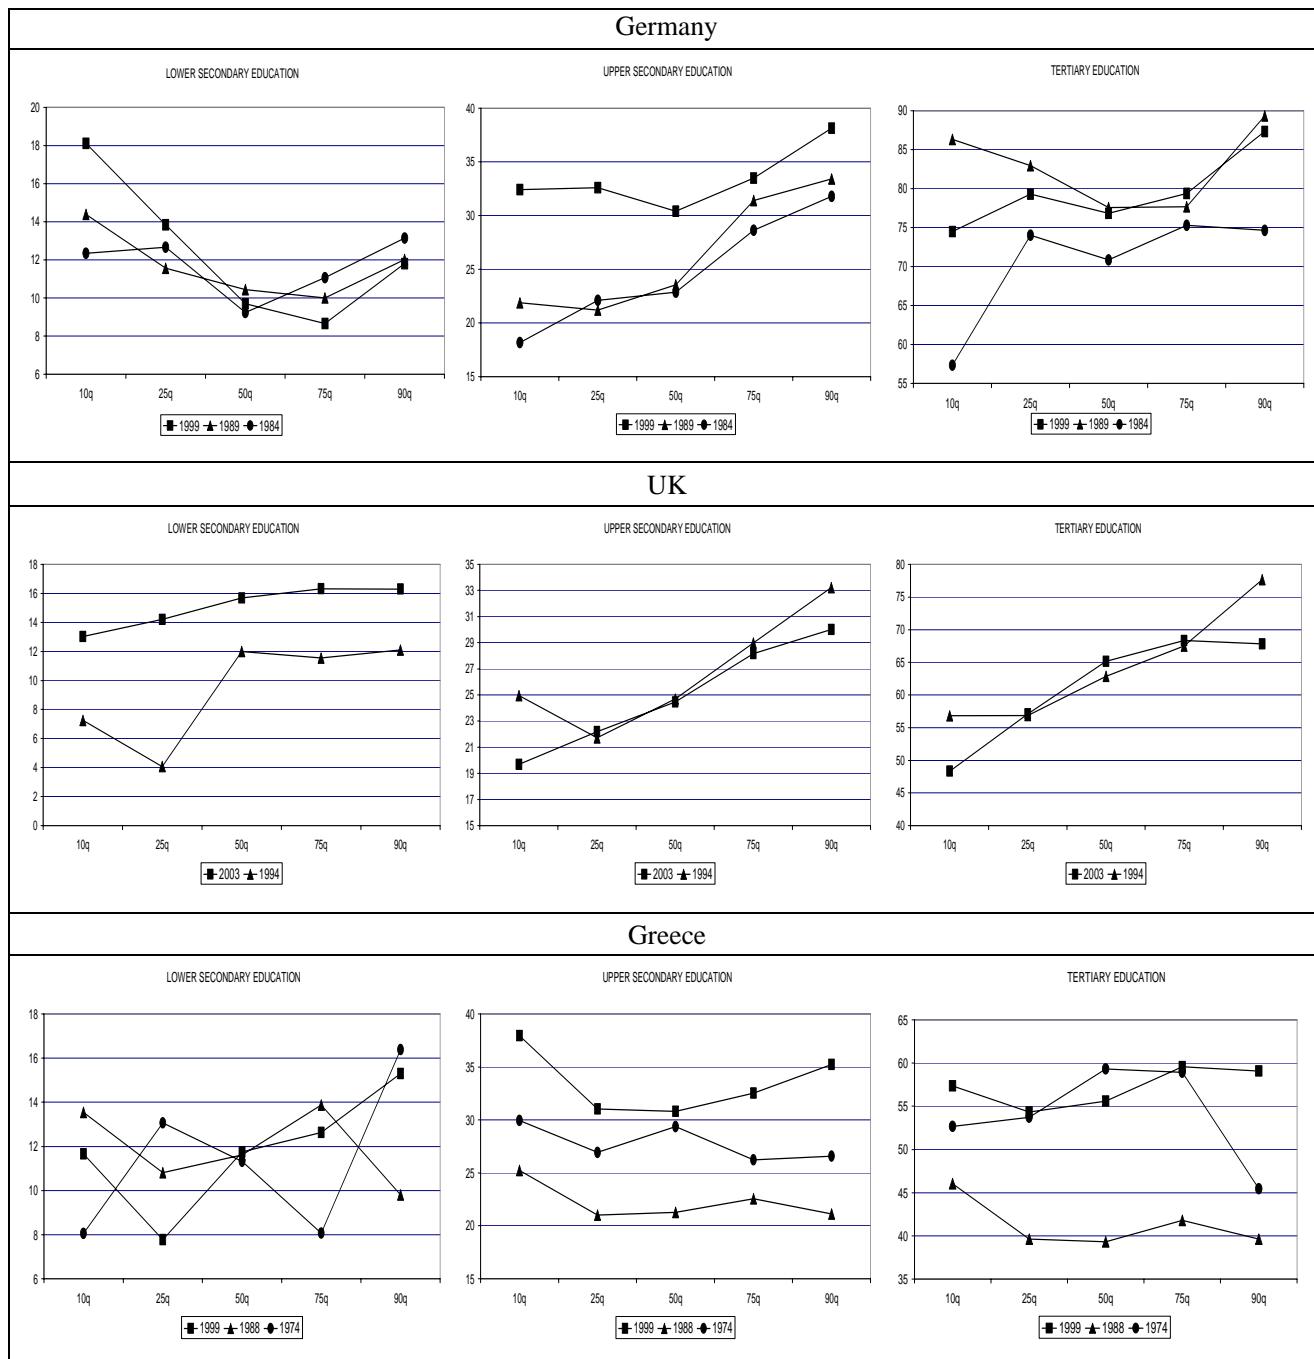 Germany
LOWER SECONDARY EDUCATION
20
18
16
14
12
10
8
6
10q 25q 50q 75q 90q
1999 1989 1984
UPPER SECONDARY EDUCATION
40
35
30
25
20
15
10q 25q 50q 75q 90q
1999 1989 1984
TERTIARY EDUCATION
90
85
80
75
70
65
60
55
10q 25q 50q 75q 90q
1999 1989 1984
UK
LOWER SECONDARY EDUCATION
18
16
14
12
10
8
6
4
2
0
10q 25q 50q 75q 90q
2003 1994
UPPER SECONDARY EDUCATION
35
33
31
29
27
25
23
21
19
17
15
10q 25q 50q 75q 90q
2003 1994
TERTIARY EDUCATION
80
75
70
65
60
55
50
45
40
10q 25q 50q 75q 90q
2003 1994
Greece
LOWER SECONDARY EDUCATION
18
16
14
12
10
8
6
10q 25q 50q 75q 90q
1999 1988 1974
UPPER SECONDARY EDUCATION
40
35
30
25
20
15
10q 25q 50q 75q 90q
1999 1988 1974
TERTIARY EDUCATION
65
60
55
50
45
40
35
10q 25q 50q 75q 90q
1999 1988 1974